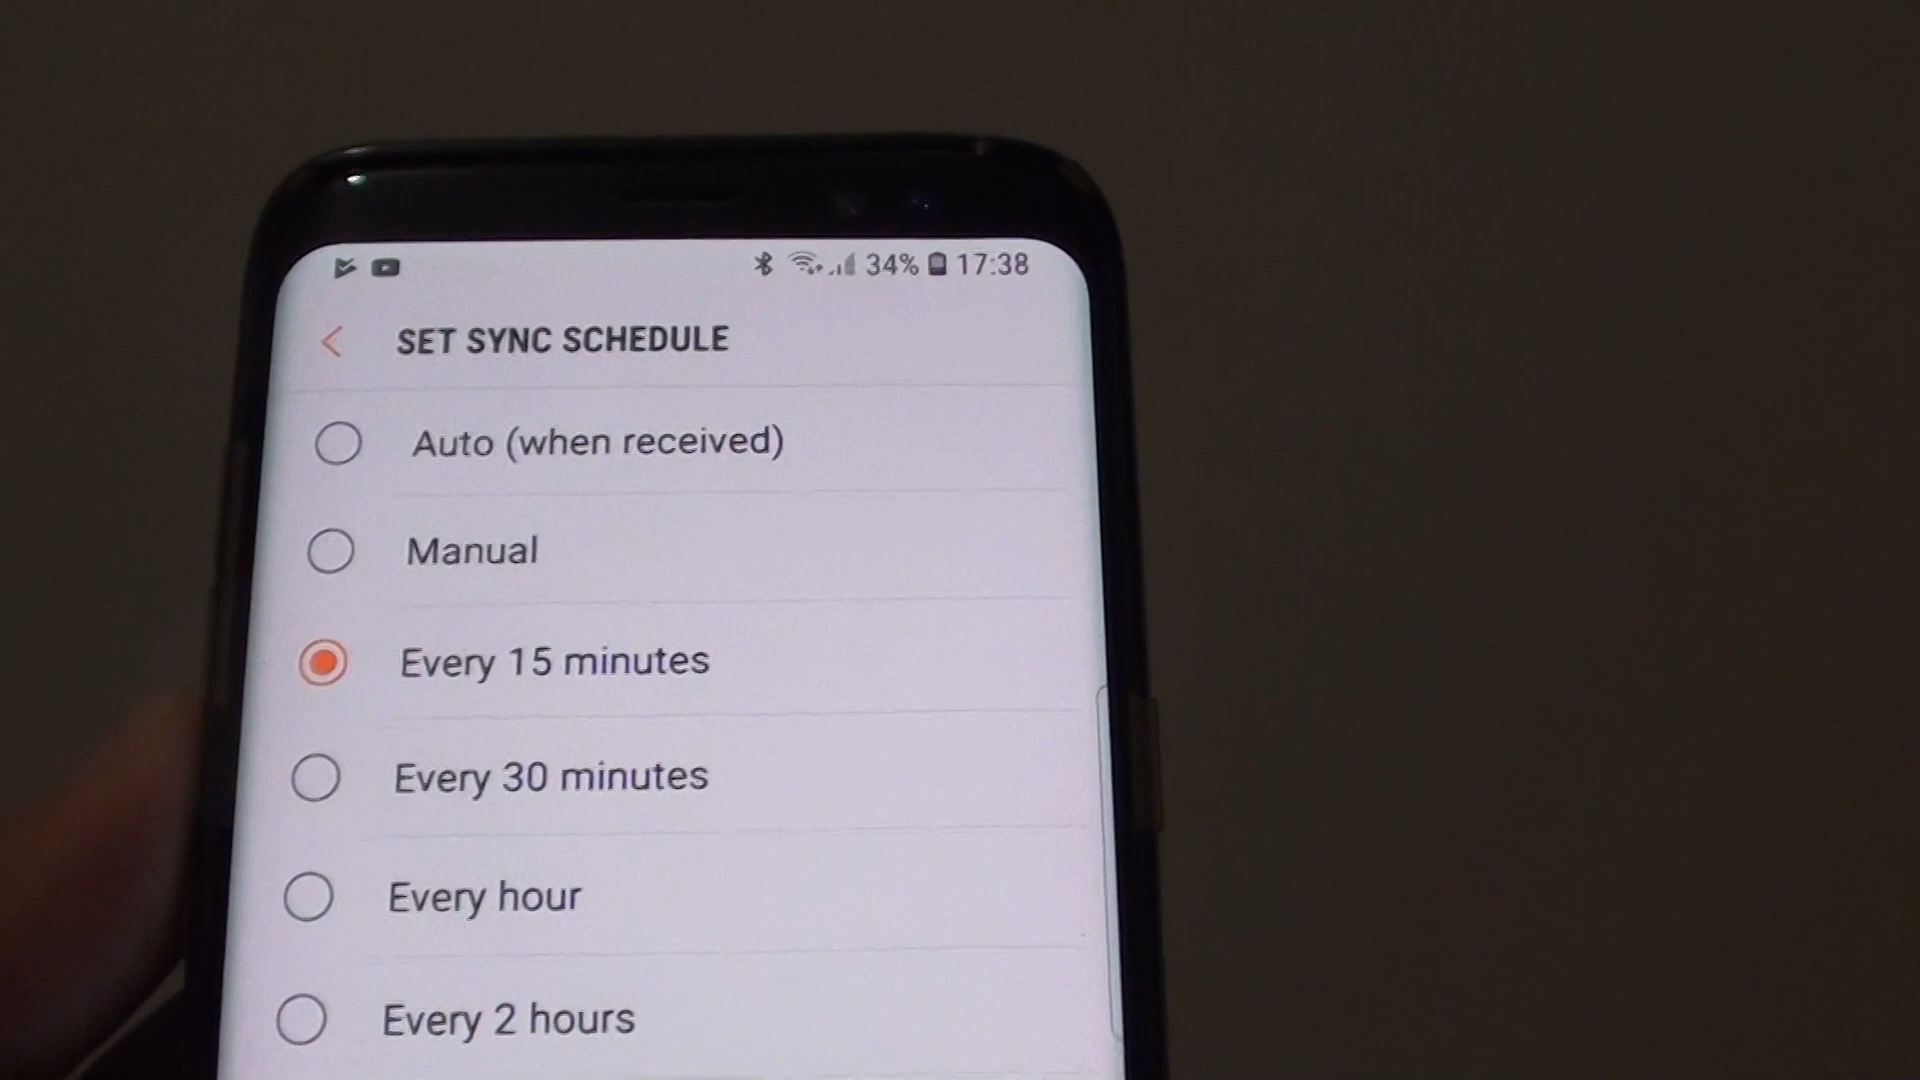 34% 17:38
SET SYNC SCHEDULE
Auto (when received)
Manual
Every 15 minutes
Every 30 minutes
Every hour
Every 2 hours